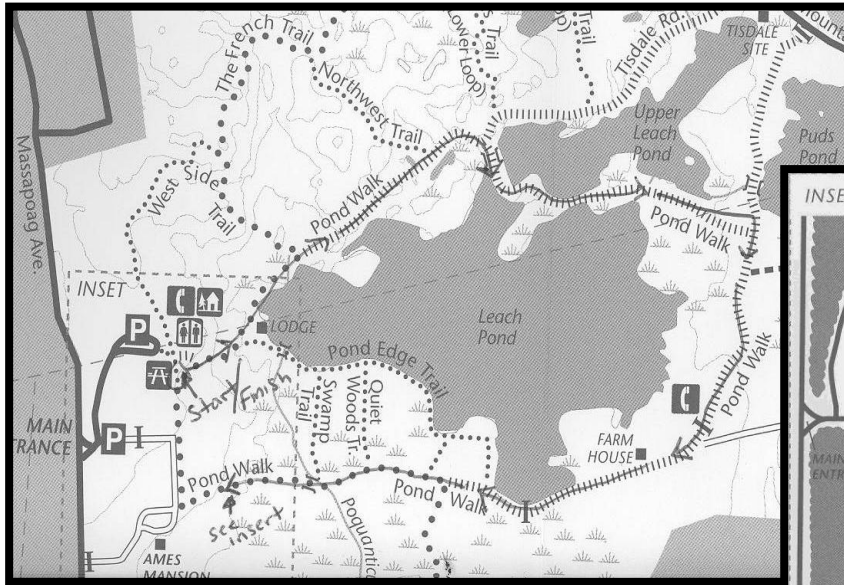 The French Trail
Northwest Trail
s Trail
Lower Loop)
Trail
Tisdale Rd.
TISDALE
SITE
Mount
Upper
Leach
Pond
Puds
Pond
Massapoag Ave.
West Side
Trail
Pond Walk
Pond Walk
INSET
INSE
P
LODGE
Leach
Pond
Pond Edge Trail
Start/Finish
Swamp
Trail
Quiet
Woods Tr.
Pond Walk
MAIN
TRANCE
P
FARM
HOUSE
MAIN
ENTR
Pond Walk
Pond Walk
see
insert
Poquantic
AMES
MANSION